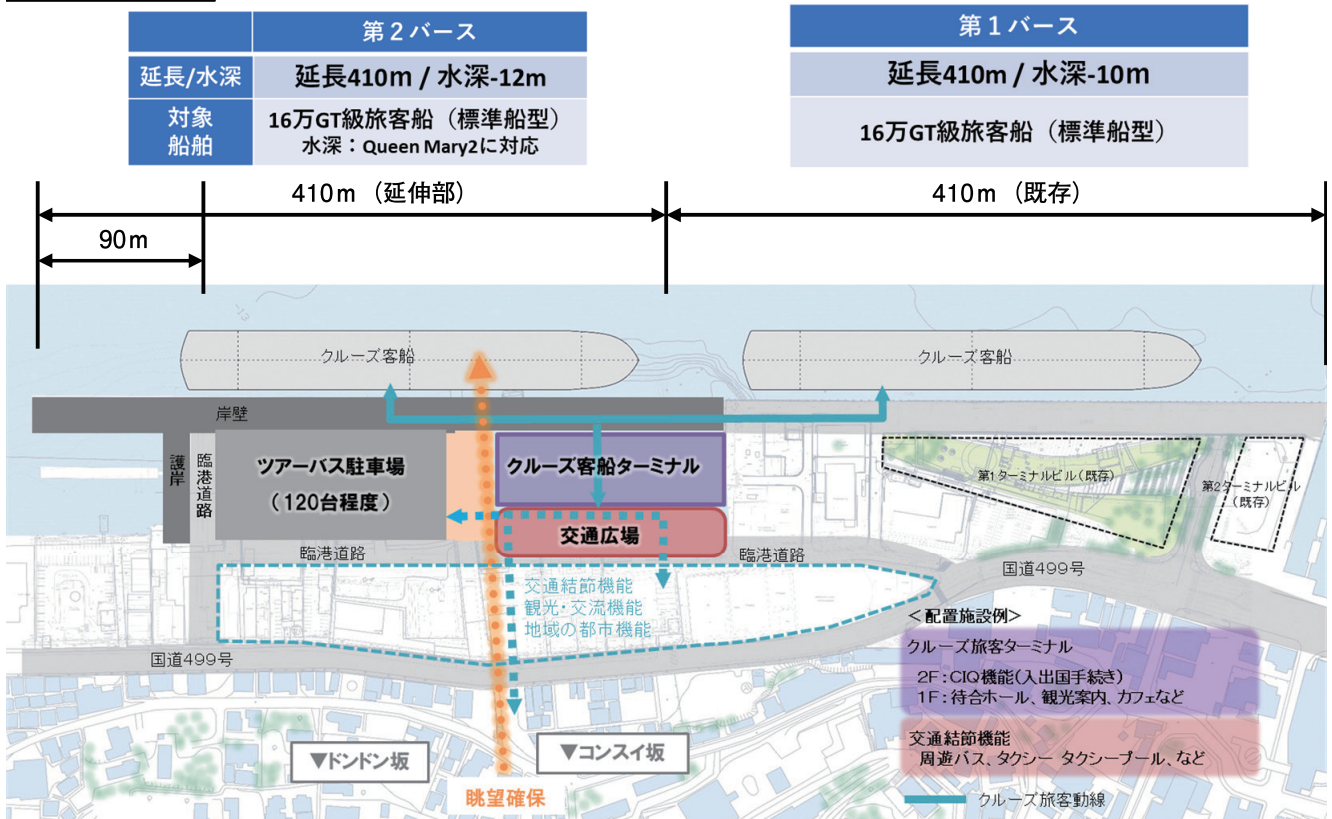 第２バース
延長/水深
延長410m / 水深-12m
対象
船舶
16万GT級旅客船（標準船型）
水深：Queen Mary2に対応
第１バース
延長410m / 水深-10m
16万GT級旅客船（標準船型）
410ｍ（延伸部）
410ｍ（既存）
90ｍ
クルーズ客船
クルーズ客船
岸壁
護岸
臨港道路
ツアーバス駐車場
（120台程度）
クルーズ客船ターミナル
交通広場
第1ターミナルビル（既存）
第2ターミナルビル
（既存）
臨港道路
臨港道路
国道499号
交通結節機能
観光・交流機能
地域の都市機能
国道499号
＜配置施設例＞
クルーズ旅客ターミナル
2F：CIQ機能(入出国手続き)
1F：待合ホール、観光案内、カフェなど
交通結節機能
周遊バス、タクシー タクシープール、など
クルーズ旅客動線
▼ドンドン坂
▼コンスイ坂
眺望確保